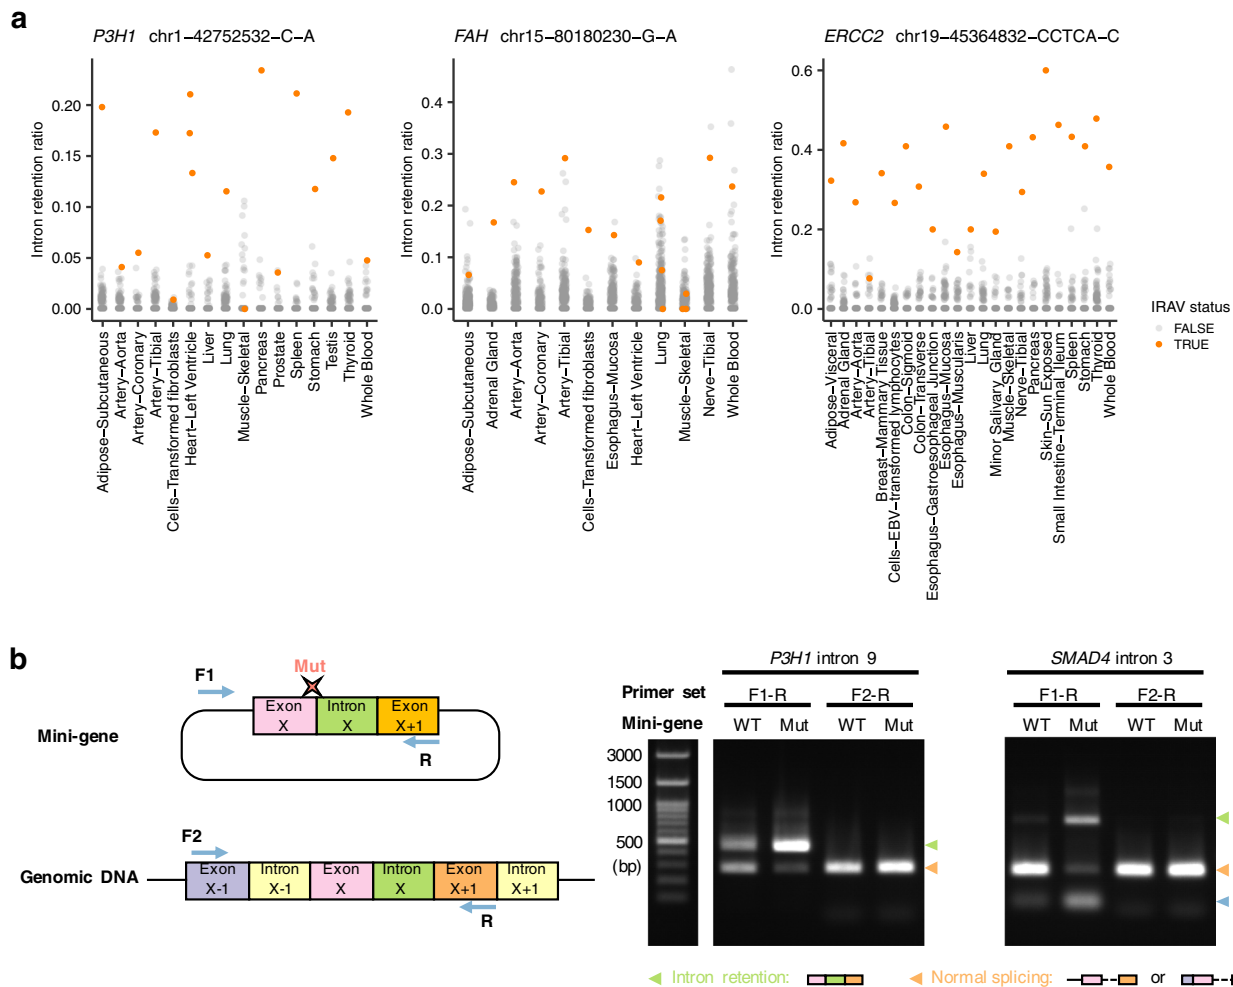 a
P3H1 chr1−42752532−C−A
Intron retention ratio
0.20
0.15
0.10
0.05
0.00
Adipose−Subcutaneous
Artery−Aorta
Artery−Coronary
Artery−Tibial
Cells−Transformed fibroblasts
Heart−Left Ventricle
Liver
Lung
Muscle−Skeletal
Pancreas
Prostate
Spleen
Stomach
Testis
Thyroid
Whole Blood
FAH chr15−80180230−G−A
Intron retention ratio
0.4
0.3
0.2
0.1
0.0
Adipose−Subcutaneous
Adrenal Gland
Artery−Aorta
Artery−Coronary
Artery−Tibial
Cells−Transformed fibroblasts
Esophagus−Mucosa
Heart−Left Ventricle
Lung
Muscle−Skeletal
Nerve−Tibial
Whole Blood
ERCC2 chr19−45364832−CCTCA−C
Intron retention ratio
0.6
0.4
0.2
0.0
Adipose−Visceral
Adrenal Gland
Artery−Aorta
Artery−Tibial
Breast−Mammary Tissue
Cells−EBV−transformed lymphocytes
Colon−Sigmoid
Colon−Transverse
Esophagus−Gastroesophageal Junction
Esophagus−Mucosa
Esophagus−Muscularis
Liver
Lung
Minor Salivary Gland
Muscle−Skeletal
Nerve−Tibial
Pancreas
Skin−Sun Exposed
Small Intestine−Terminal Ileum
Spleen
Stomach
Thyroid
Whole Blood
IRAV status
FALSE
TRUE
b
Mini-gene
F1
Mut
Exon X
Intron X
Exon X+1
R
Genomic DNA
F2
Exon X-1
Intron X-1
Exon X
Intron X
Exon X+1
Intron X+1
R
P3H1 intron 9
SMAD4 intron 3
Primer set F1-R F2-R F1-R F2-R
Mini-gene WT Mut WT Mut WT Mut WT Mut
3000
1500
1000
500
(bp)
Intron retention:
Normal splicing:
or